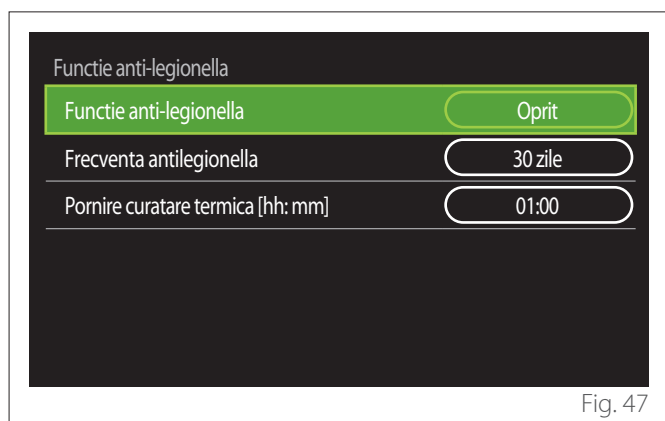 Functie anti-legionella
Functie anti-legionella Oprit
Frecventa antilegionella 30 zile
Pornire curatare termica [hh: mm] 01:00
Fig. 47